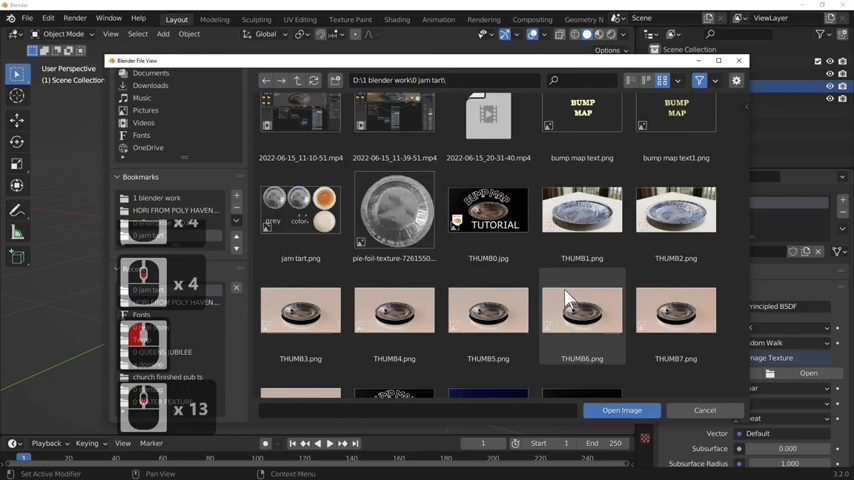 Blender
File Edit Render Window Help Layout Modeling Sculpting UV Editing Texture Paint Shading Animation Rendering Compositing Geometry N Scene ViewLayer
Object Mode View Select Add Object Global
Options
User Perspective
(1) Scene Collection
Scene Collection
Blender File View
Documents
Downloads
Music
Pictures
Videos
Fonts
OneDrive
Bookmarks
1 blender work
HDRI FROM POLY HAVEN...
0 jam tart
x 4
Recent
x 4
0 jam tart
HDRI FROM POLY HAVEN...
Fonts
0 QUEENS JUBILEE
church finished pub ts
x 13
D:\1 blender work\0 jam tart\
BUMP MAP
BUMP MAP
2022-06-15_11-10-51.mp4 2022-06-15_11-39-51.mp4 2022-06-15_20-31-40.mp4 bump map text.png bump map text1.png
grey color
BUMP MAP
TUTORIAL
jam tart.png pie-foil-texture-7261550... THUMB0.jpg THUMB1.png THUMB2.png
THUMB3.png THUMB4.png THUMB5.png THUMB6.png THUMB7.png
Open Image Cancel
rincipled BSDF
ndom Walk
mage Texture
Open
ear
eat
Vector Default
Subsurface 0.000
Subsurface Radius 1.000
Playback Keying View Marker 1 Start 1 End 250
1 20 40 60 80 100 120 140 160 180 200 220 240
Set Active Modifier Pan View Context Menu 3.2.0